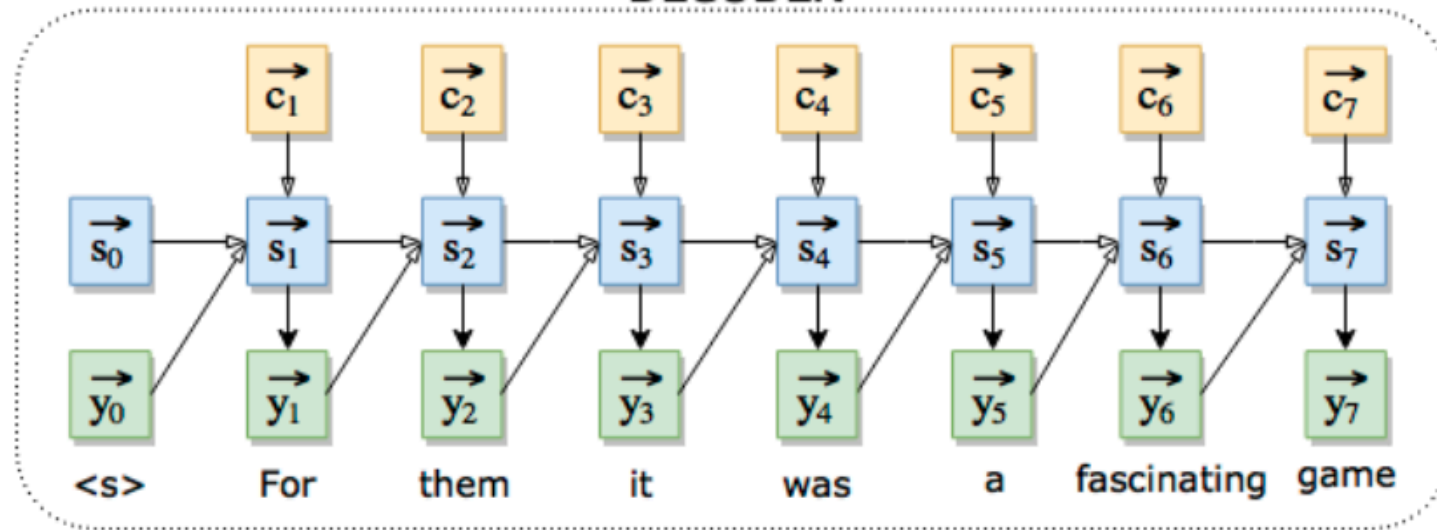 c₁ c₂ c₃ c₄ c₅ c₆ c₇
s₀ s₁ s₂ s₃ s₄ s₅ s₆ s₇
y₀ y₁ y₂ y₃ y₄ y₅ y₆ y₇
<s> For them it was a fascinating game